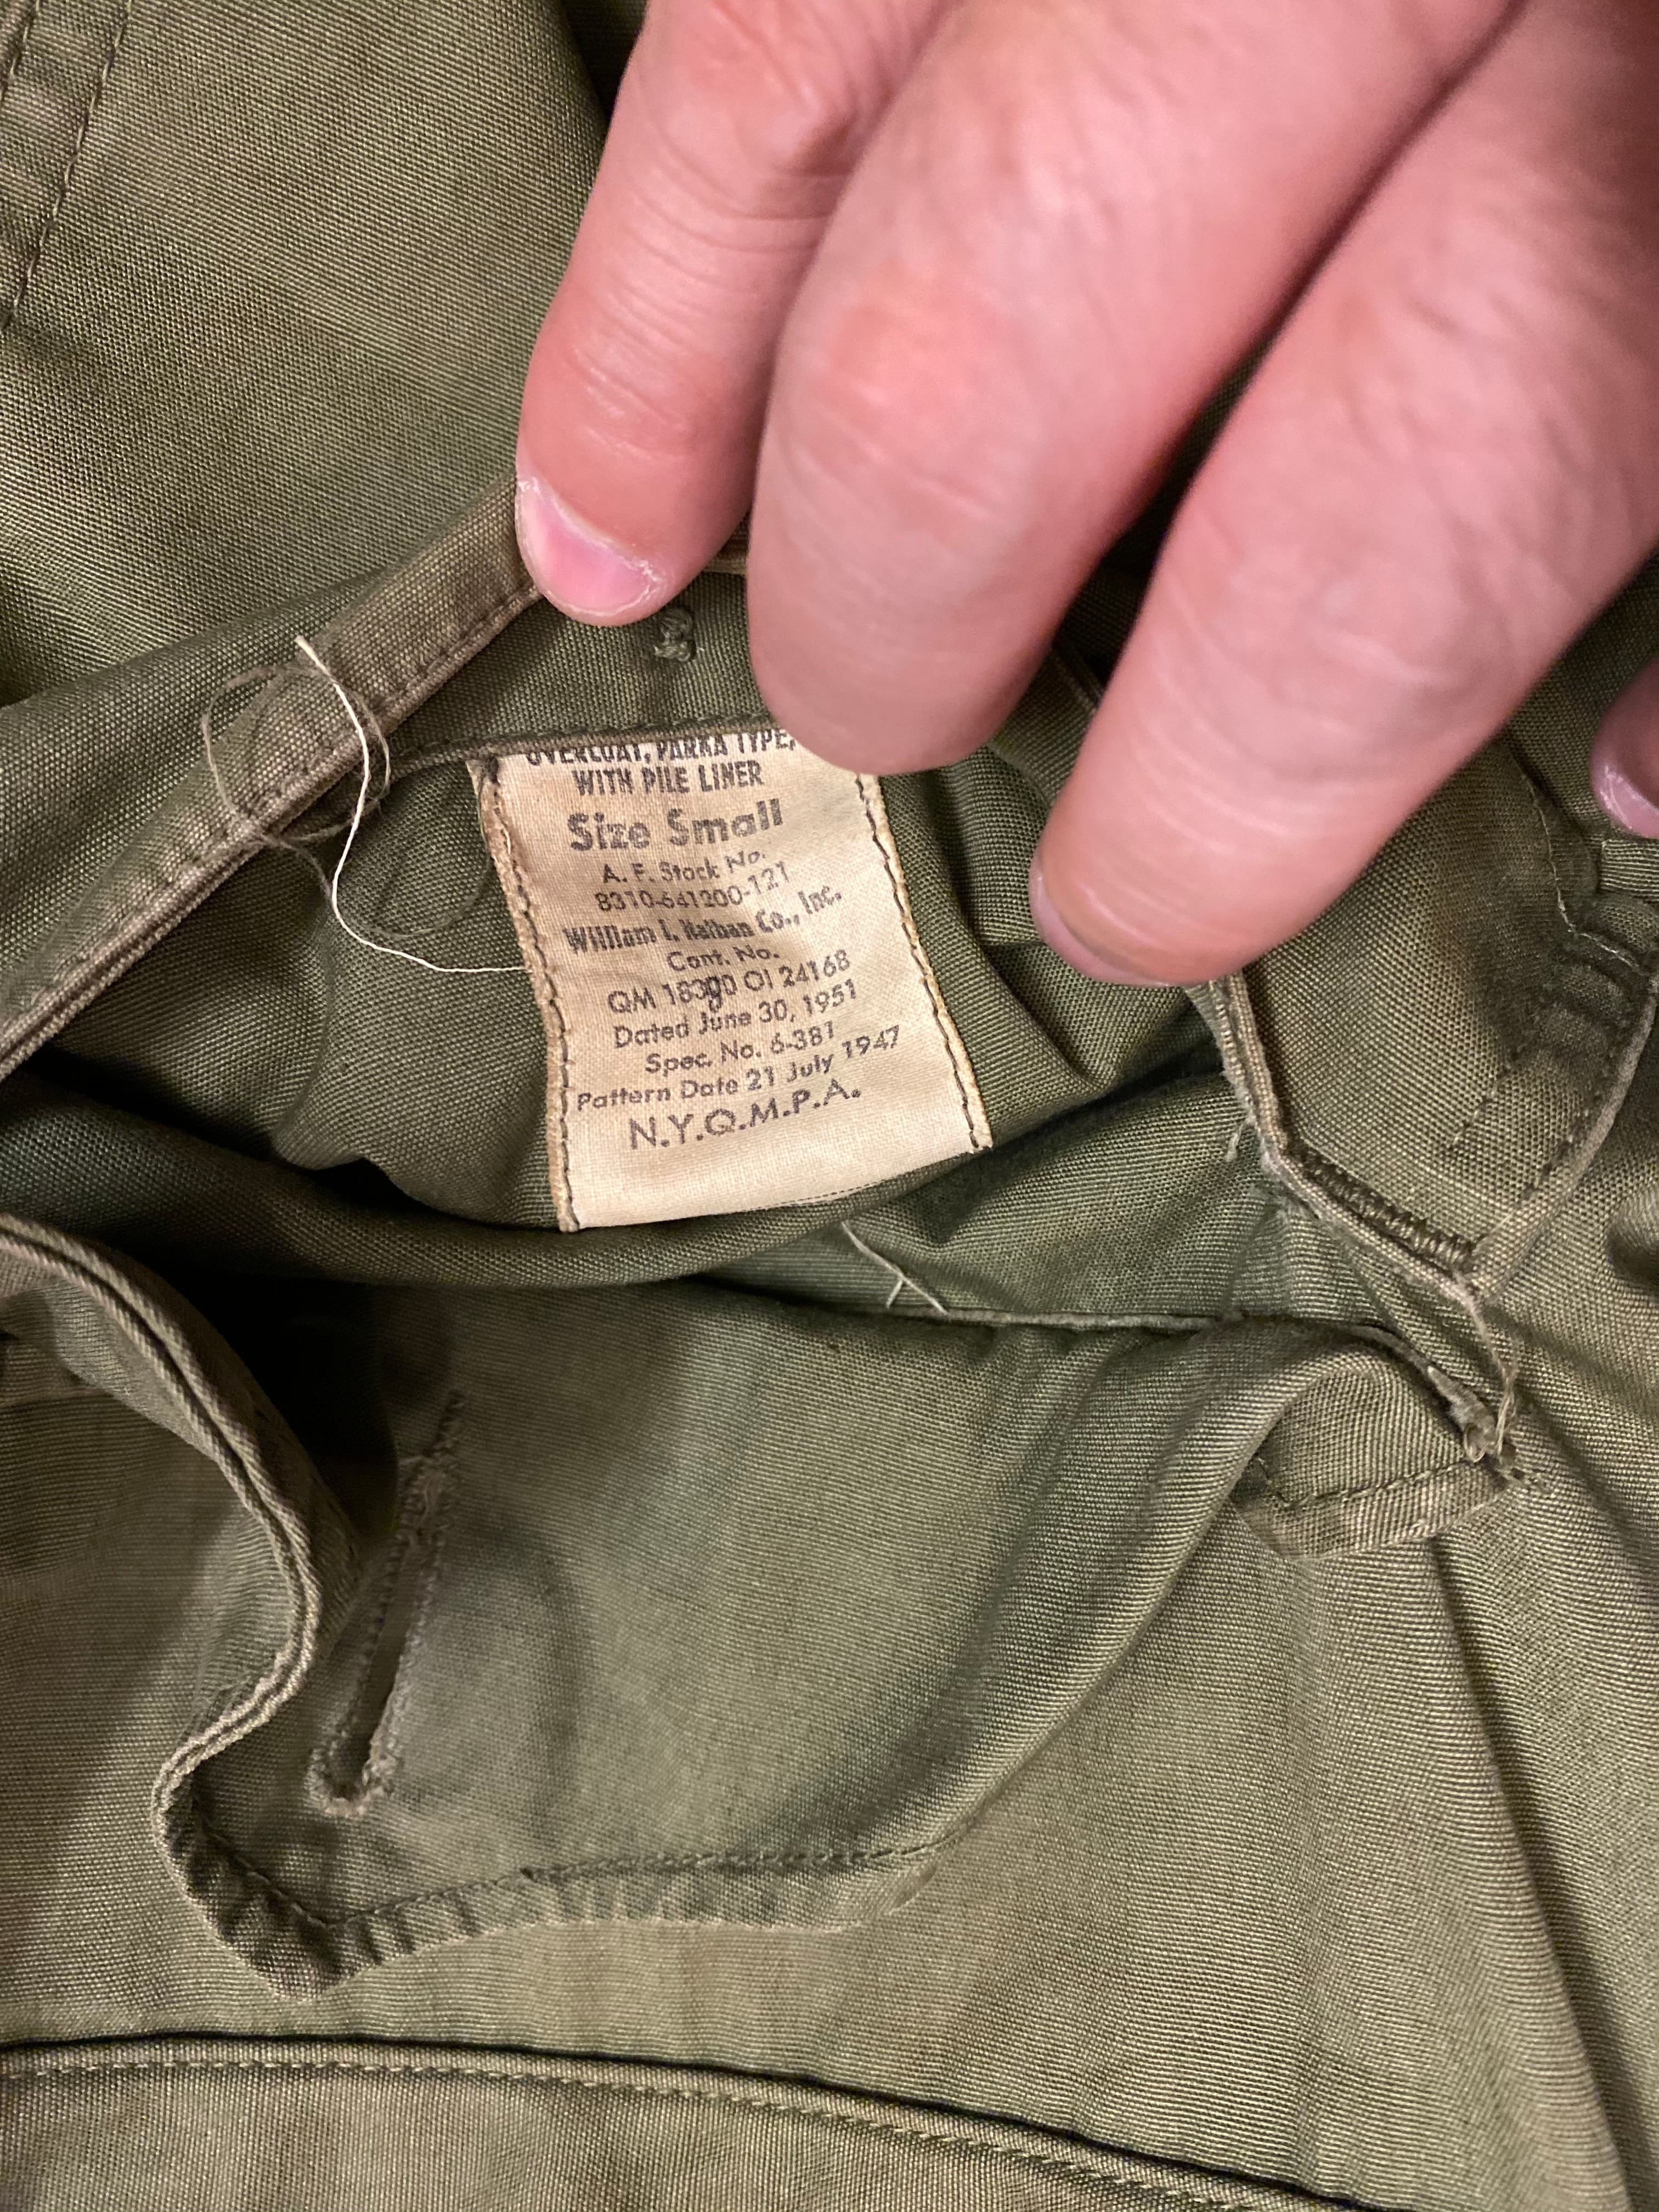 OVERCOAT, PARKA TYPE,
WITH PILE LINER
Size Small
A. F. Stock No.
8310-641200-121
William L. Nathan Co., Inc.
Cont. No.
QM 18390 OI 24168
Dated June 30, 1951
Spec. No. 6-381
Pattern Date 21 July 1947
N.Y.Q.M.P.A.